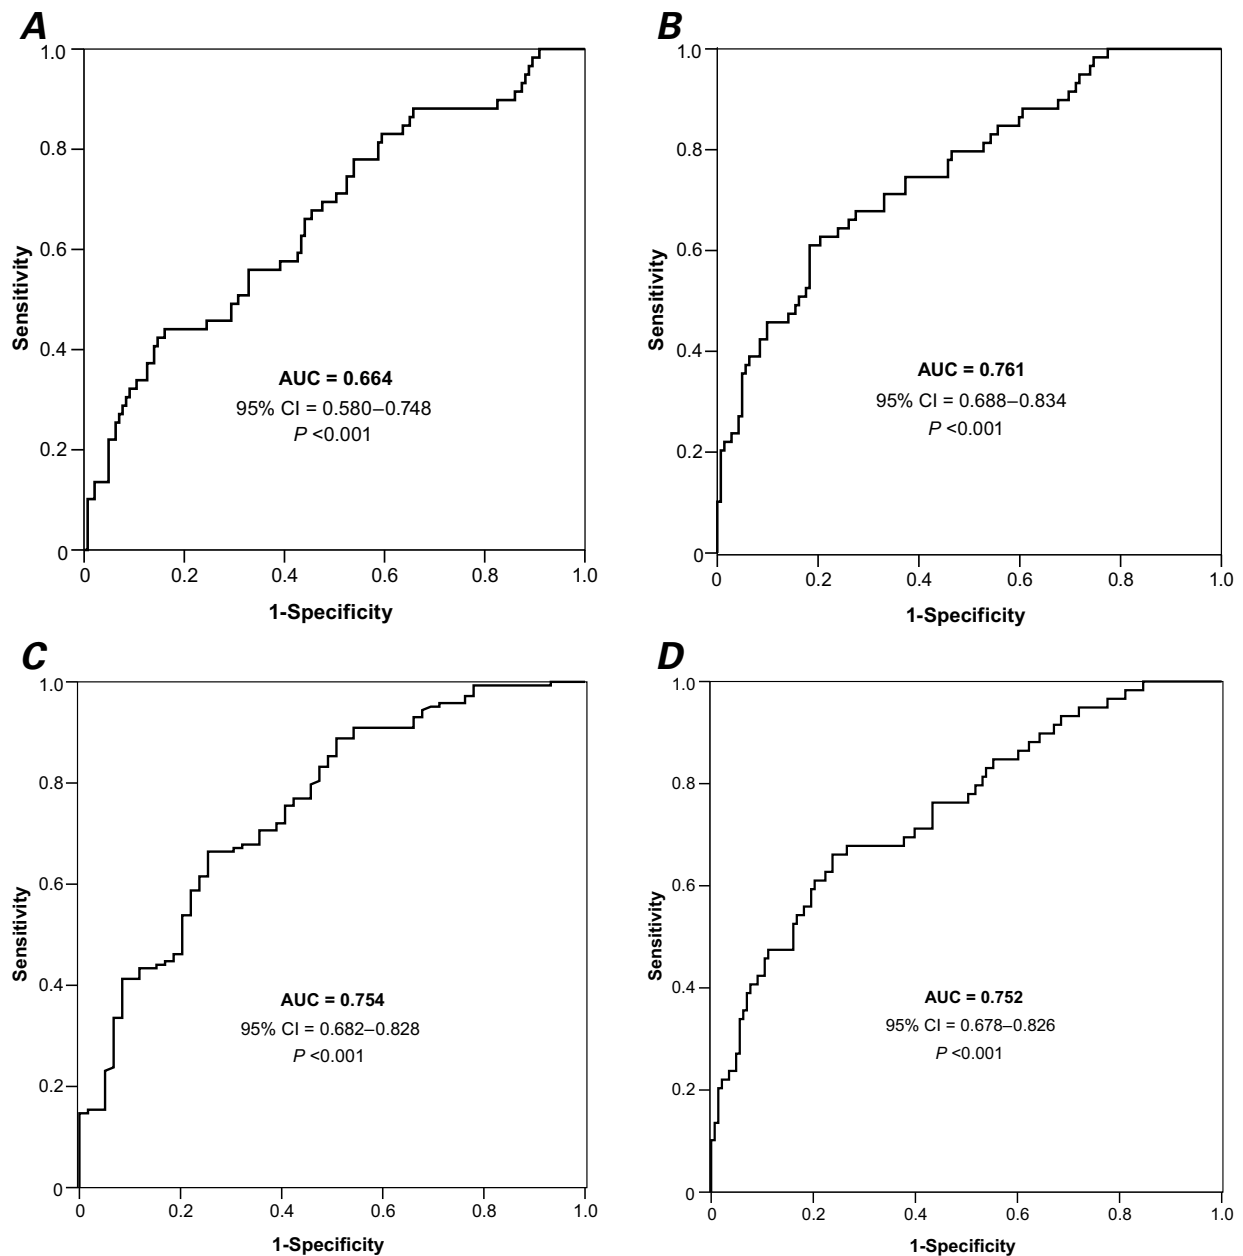 A
1.0
0.8
0.6
0.4
0.2
0
Sensitivity
AUC = 0.664
95% CI = 0.580–0.748
P <0.001
0 0.2 0.4 0.6 0.8 1.0
1-Specificity
B
1.0
0.8
0.6
0.4
0.2
0
Sensitivity
AUC = 0.761
95% CI = 0.688–0.834
P <0.001
0 0.2 0.4 0.6 0.8 1.0
1-Specificity
C
1.0
0.8
0.6
0.4
0.2
0
Sensitivity
AUC = 0.754
95% CI = 0.682–0.828
P <0.001
0 0.2 0.4 0.6 0.8 1.0
1-Specificity
D
1.0
0.8
0.6
0.4
0.2
0
Sensitivity
AUC = 0.752
95% CI = 0.678–0.826
P <0.001
0 0.2 0.4 0.6 0.8 1.0
1-Specificity